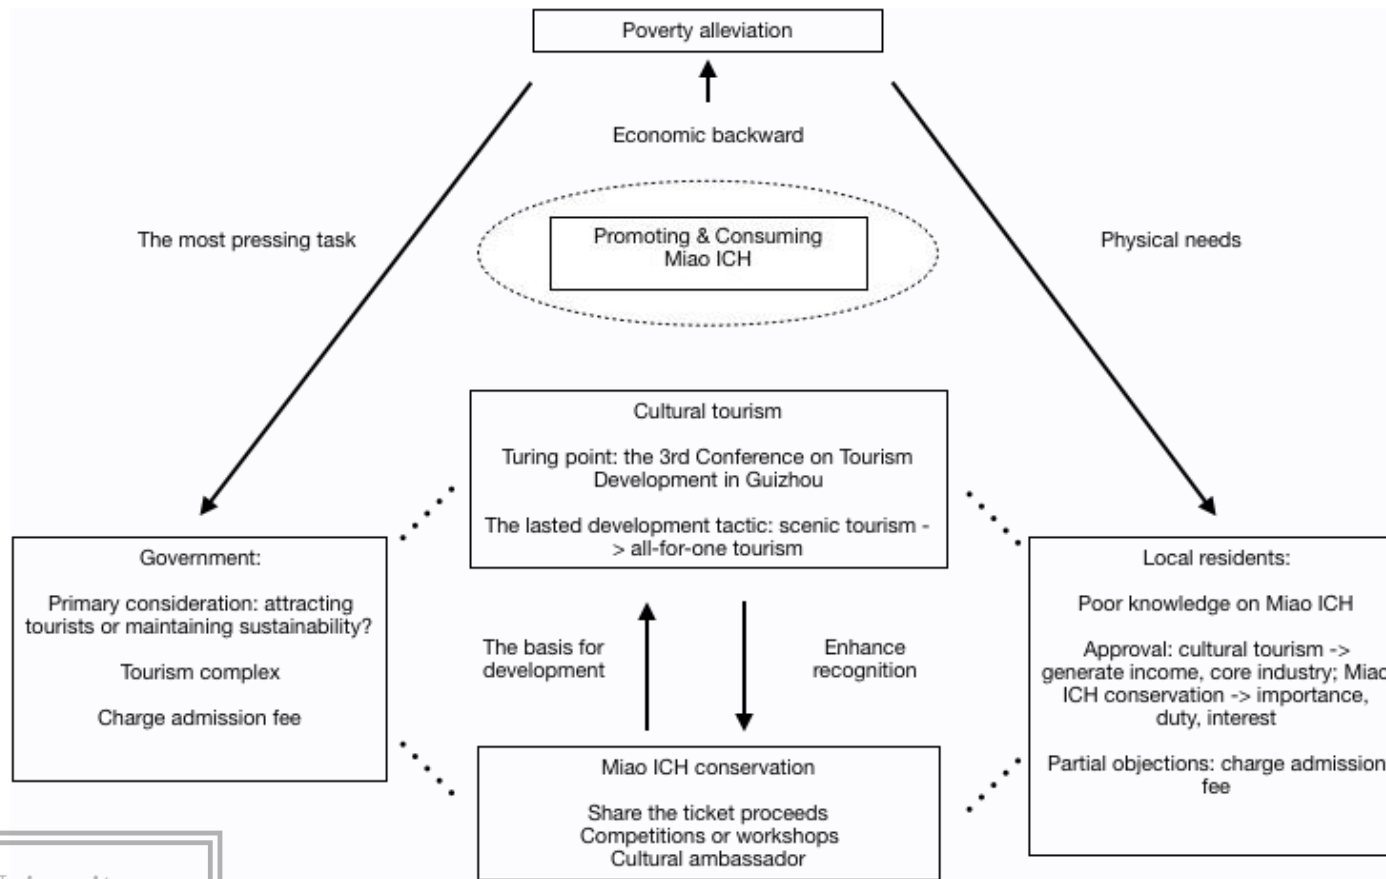 Poverty alleviation
Economic backward
The most pressing task
Promoting & Consuming
Miao ICH
Physical needs
Cultural tourism
Turing point: the 3rd Conference on Tourism
Development in Guizhou
The lasted development tactic: scenic tourism -
> all-for-one tourism
Government:
Primary consideration: attracting
tourists or maintaining sustainability?
Tourism complex
Charge admission fee
The basis for
development
Enhance
recognition
Local residents:
Poor knowledge on Miao ICH
Approval: cultural tourism ->
generate income, core industry; Miao
ICH conservation -> importance,
duty, interest
Partial objections: charge admission
fee
Miao ICH conservation
Share the ticket proceeds
Competitions or workshops
Cultural ambassador